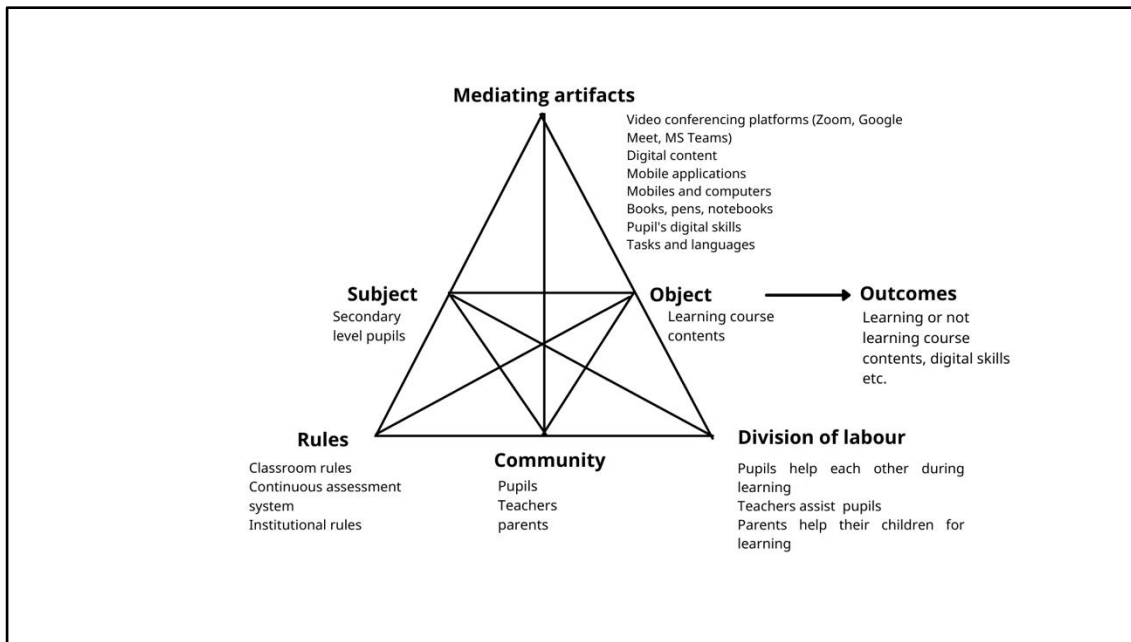 Mediating artifacts
Video conferencing platforms (Zoom, Google
Meet, MS Teams)
Digital content
Mobile applications
Mobiles and computers
Books, pens, notebooks
Pupil's digital skills
Tasks and languages
Subject
Secondary
level pupils
Object
Learning course
contents
Outcomes
Learning or not
learning course
contents, digital skills
etc.
Rules
Classroom rules
Continuous assessment
system
Institutional rules
Community
Pupils
Teachers
parents
Division of labour
Pupils help each other during
learning
Teachers assist pupils
Parents help their children for
learning